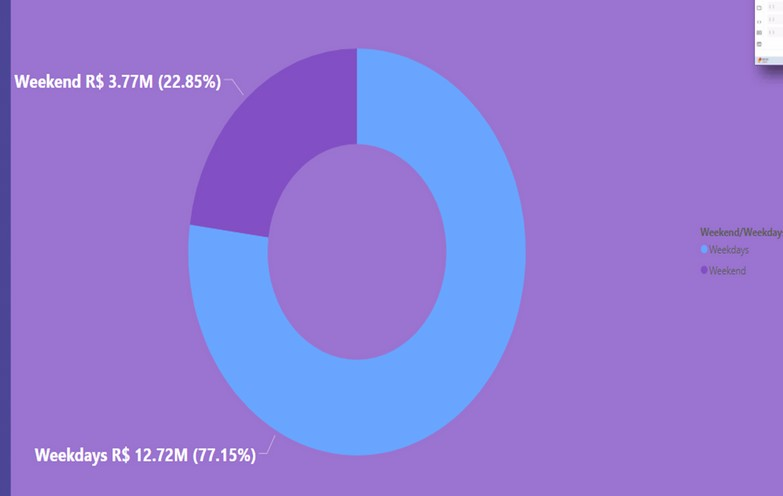 Weekend R$ 3.77M (22.85%)
Weekend/Weekday
Weekdays
Weekend
Weekdays R$ 12.72M (77.15%)